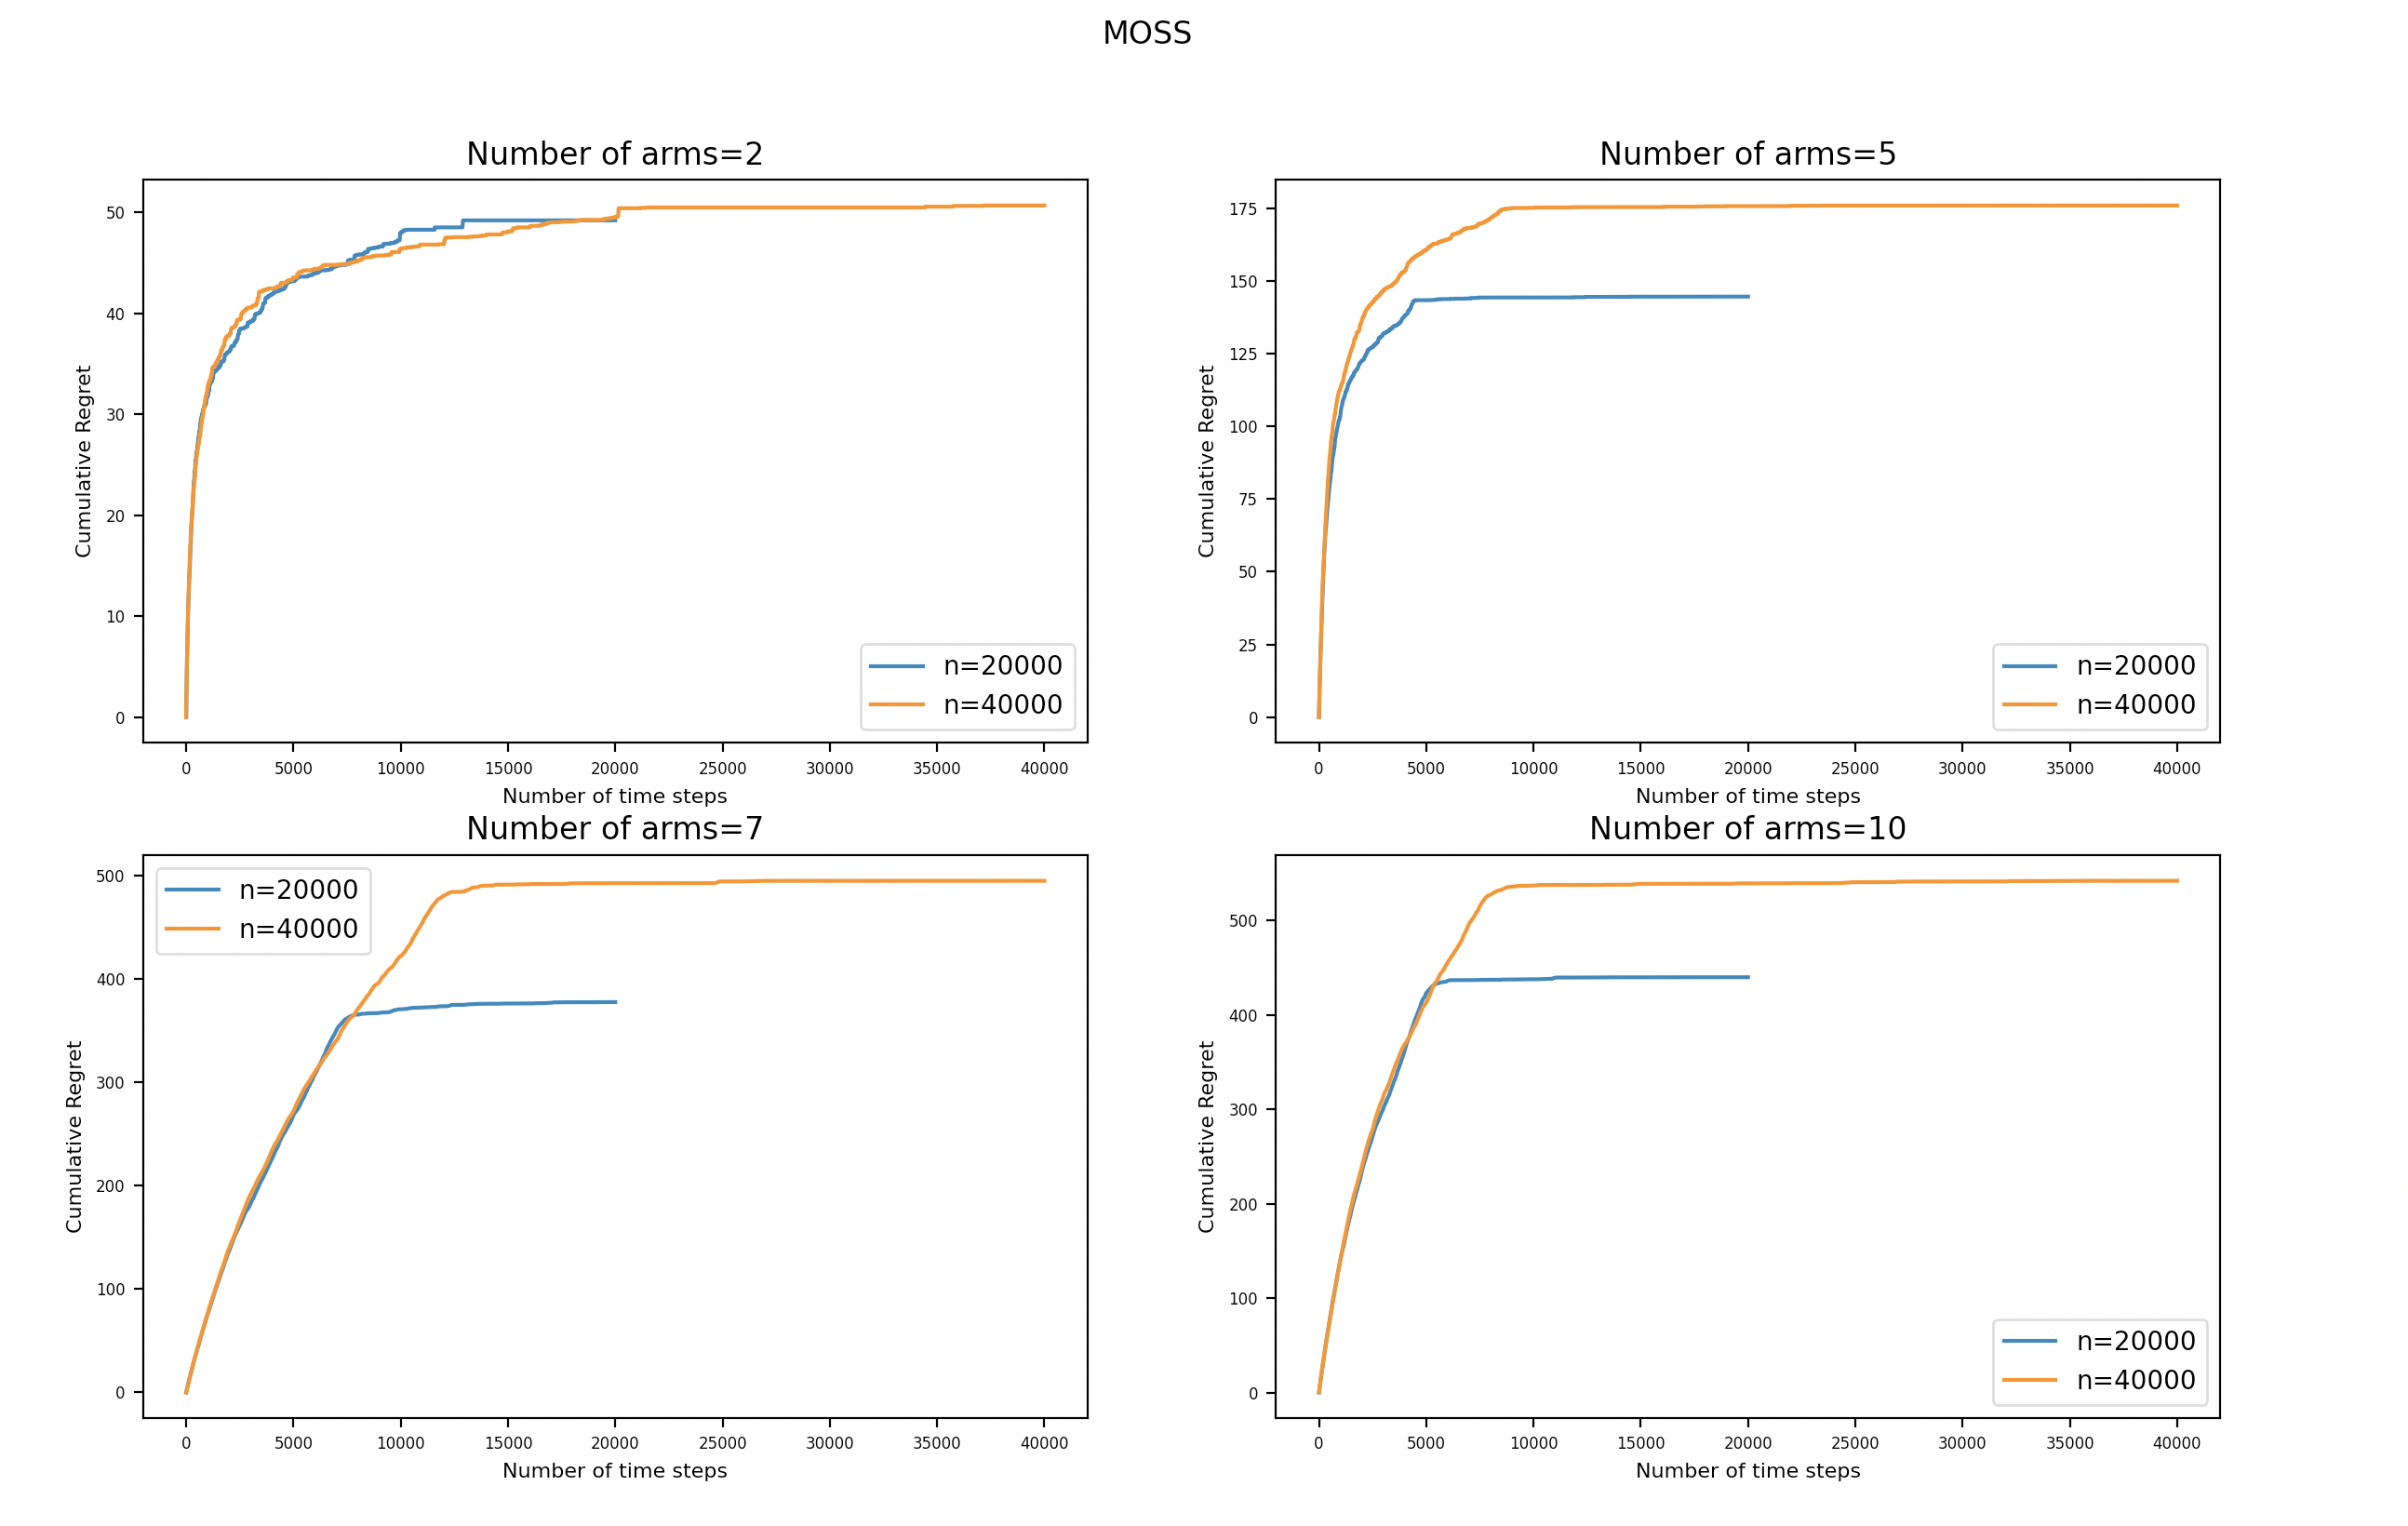 MOSS
Number of arms=2
50
40
30
20
10
0
Cumulative Regret
n=20000
n=40000
0 5000 10000 15000 20000 25000 30000 35000 40000
Number of time steps
Number of arms=5
175
150
125
100
75
50
25
0
Cumulative Regret
n=20000
n=40000
0 5000 10000 15000 20000 25000 30000 35000 40000
Number of time steps
Number of arms=7
500
400
300
200
100
0
Cumulative Regret
n=20000
n=40000
0 5000 10000 15000 20000 25000 30000 35000 40000
Number of time steps
Number of arms=10
500
400
300
200
100
0
Cumulative Regret
n=20000
n=40000
0 5000 10000 15000 20000 25000 30000 35000 40000
Number of time steps